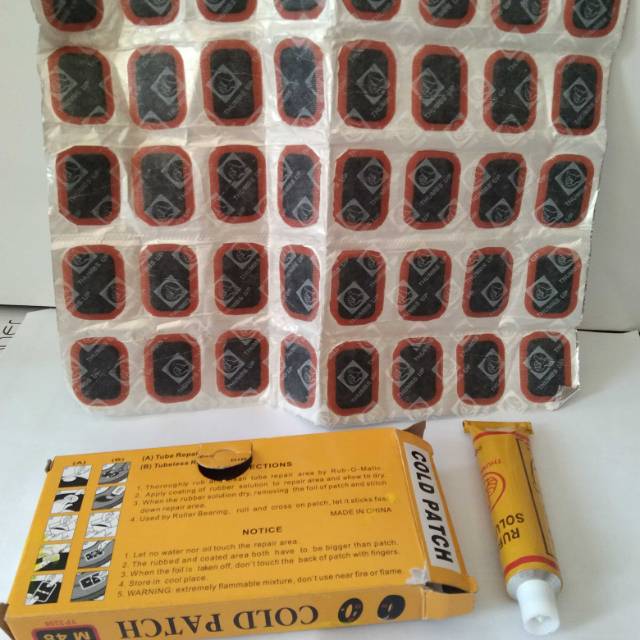 THUMBS UP
(A) (B) (A) Tube Repair
(B) Tubeless
DIRECTIONS
1. Thoroughly rub an clean tube repair area by Rub-O-Matic.
2. Apply coating of rubber solution to repair area and allow to dry.
3. When the rubber solution dry, removing the foil of patch and stitch
down repair area.
4. Used by Roller Bearing, roll and cross on patch, let it sticks fast.
MADE IN CHINA
NOTICE
1. Let no water nor oil touch the repair area.
2. The rubbed and coated area both have to be bigger than patch.
3. When the foil is taken off, don't touch the back of patch with fingers.
4. Store in cool place.
5. WARNING: extremely flammable mixture, don't use near fire or flame.
COLD PATCH
COLD PATCH
M 48